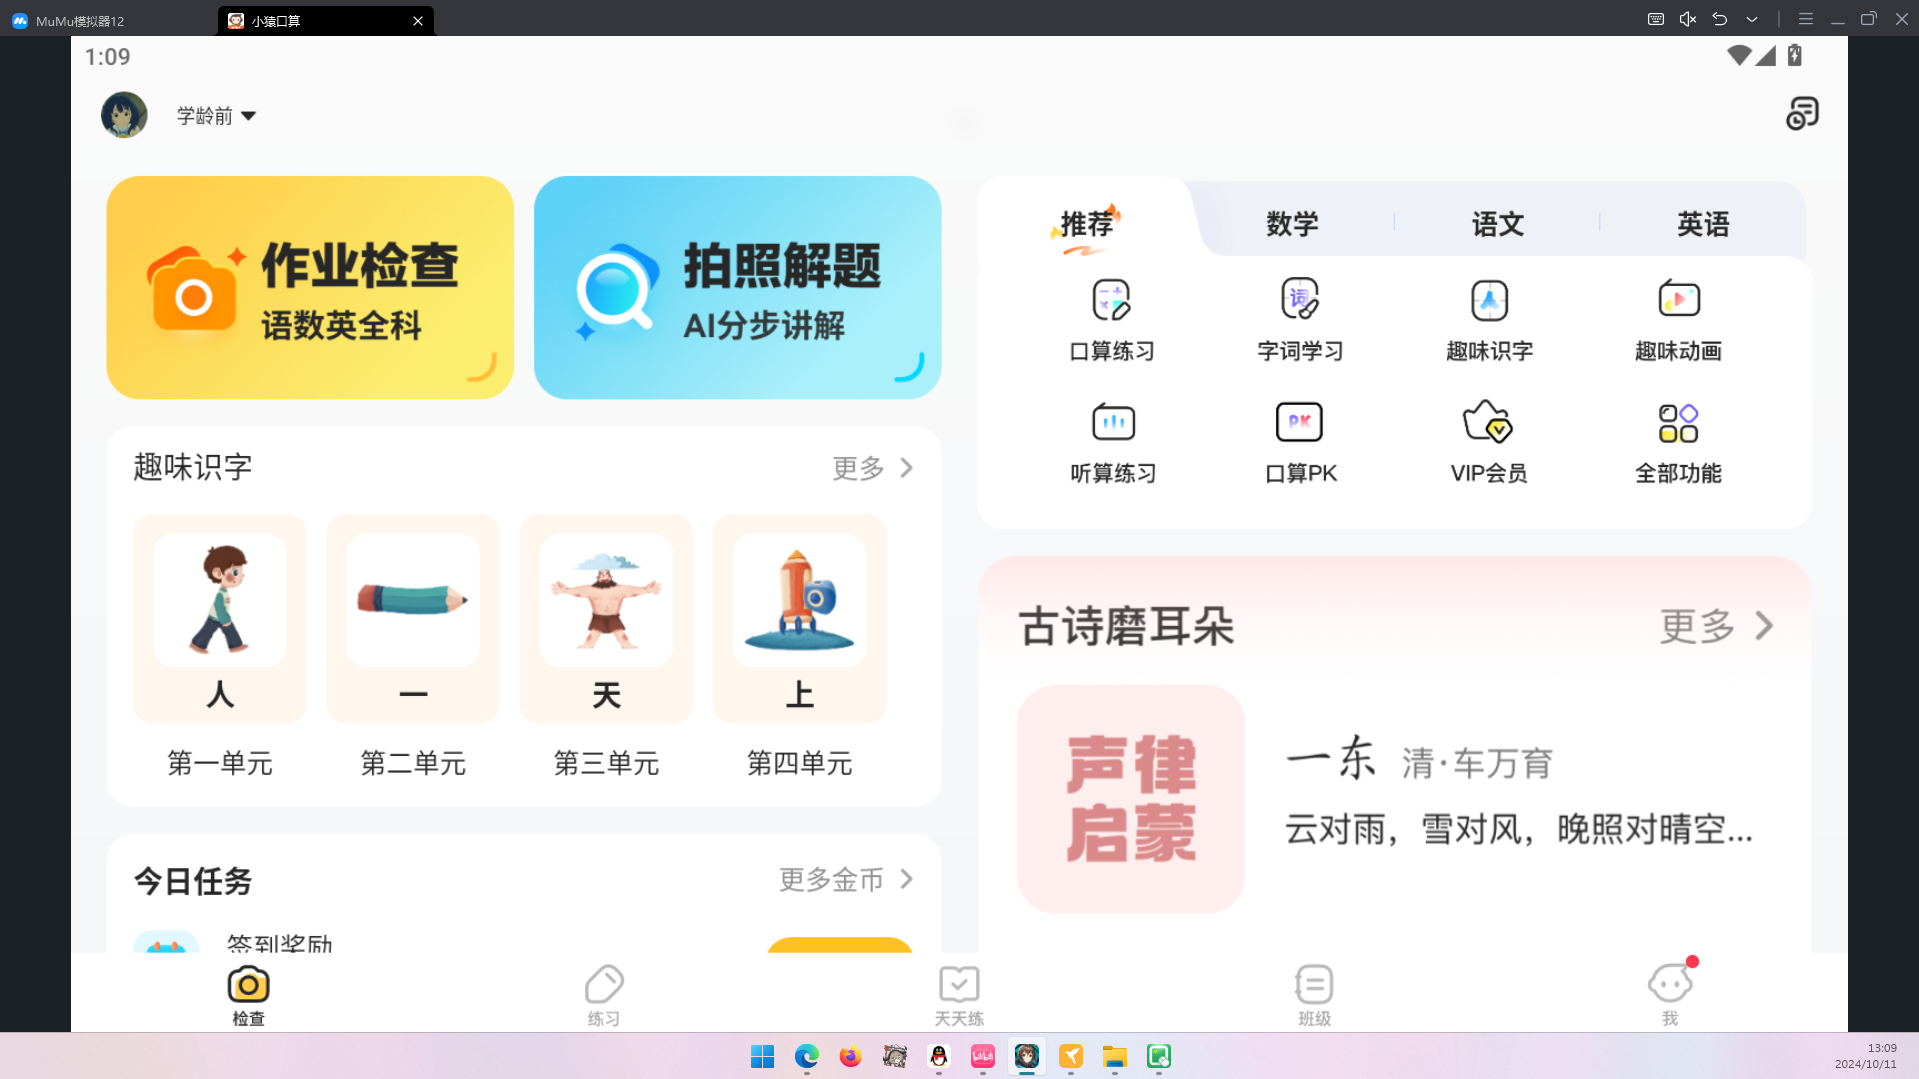 MuMu模拟器12
小猿口算
1:09
学龄前
作业检查
语数英全科
拍照解题
AI分步讲解
推荐
数学
语文
英语
口算练习
字词学习
趣味识字
趣味动画
听算练习
口算PK
VIP会员
全部功能
词
PK
趣味识字
更多
人
一
天
上
第一单元
第二单元
第三单元
第四单元
古诗磨耳朵
更多
声律
启蒙
一东 清·车万育
云对雨，雪对风，晚照对晴空...
今日任务
更多金币
签到奖励
检查
练习
天天练
班级
我
13:09
2024/10/11